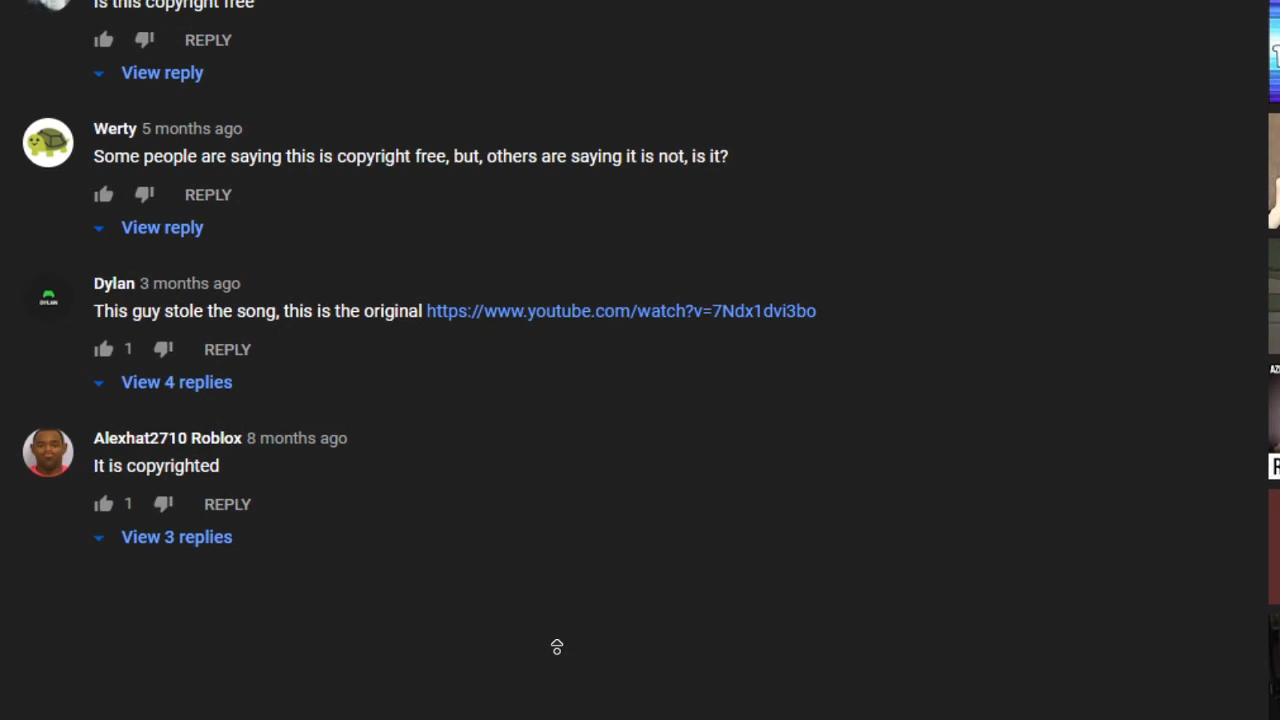 Is this copyright free
REPLY
View reply
Werty 5 months ago
Some people are saying this is copyright free, but, others are saying it is not, is it?
REPLY
View reply
DYLAN
Dylan 3 months ago
This guy stole the song, this is the original https://www.youtube.com/watch?v=7Ndx1dvi3bo
1 REPLY
View 4 replies
Alexhat2710 Roblox 8 months ago
It is copyrighted
1 REPLY
View 3 replies